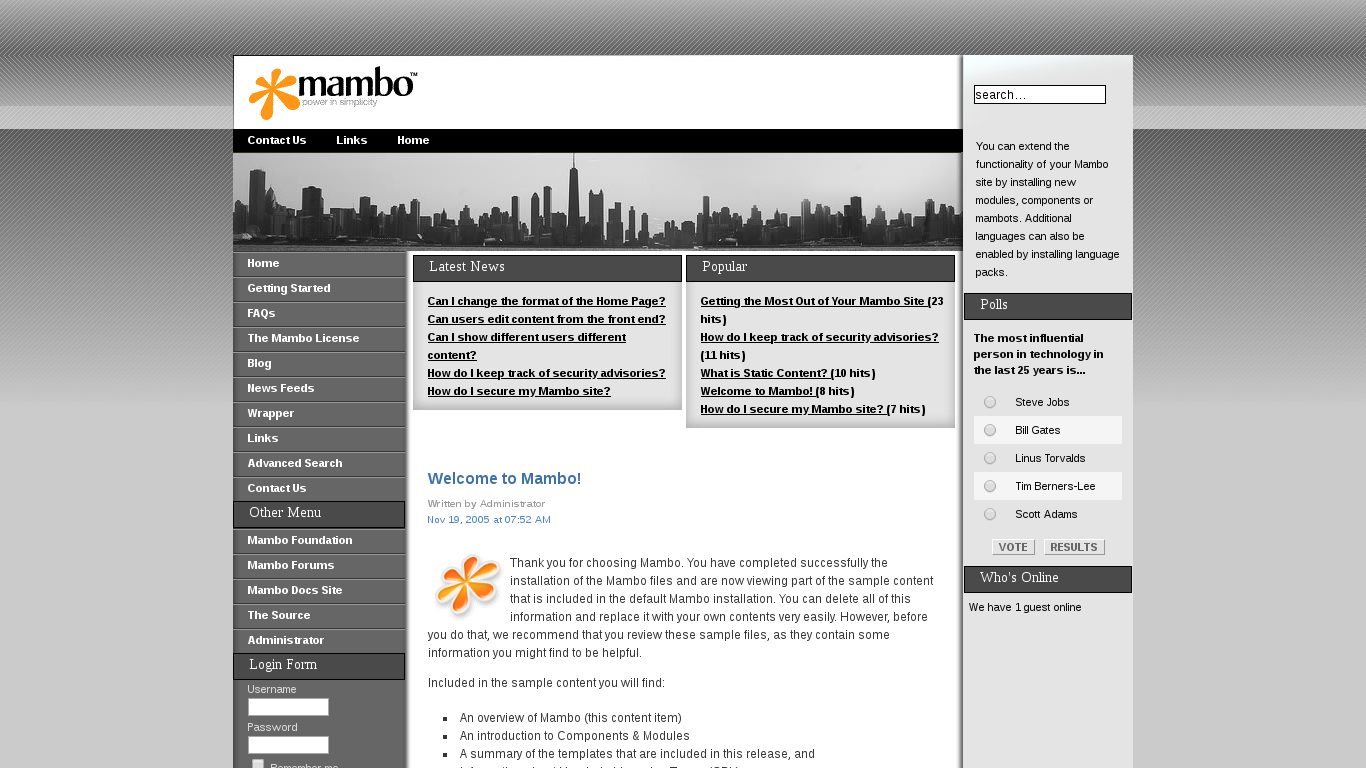 mambo™
power in simplicity
Contact Us
Links
Home
search...
You can extend the
functionality of your Mambo
site by installing new
modules, components or
mambots. Additional
languages can also be
enabled by installing language
packs.
Home
Getting Started
FAQs
The Mambo License
Blog
News Feeds
Wrapper
Links
Advanced Search
Contact Us
Other Menu
Mambo Foundation
Mambo Forums
Mambo Docs Site
The Source
Administrator
Login Form
Username
Password
Remember me
Latest News
Can I change the format of the Home Page?
Can users edit content from the front end?
Can I show different users different
content?
How do I keep track of security advisories?
How do I secure my Mambo site?
Popular
Getting the Most Out of Your Mambo Site (23
hits)
How do I keep track of security advisories?
(11 hits)
What is Static Content? (10 hits)
Welcome to Mambo! (8 hits)
How do I secure my Mambo site? (7 hits)
Welcome to Mambo!
Written by Administrator
Nov 19, 2005 at 07:52 AM
Thank you for choosing Mambo. You have completed successfully the
installation of the Mambo files and are now viewing part of the sample content
that is included in the default Mambo installation. You can delete all of this
information and replace it with your own contents very easily. However, before
you do that, we recommend that you review these sample files, as they contain some
information you might find to be helpful.
Included in the sample content you will find:
An overview of Mambo (this content item)
An introduction to Components & Modules
A summary of the templates that are included in this release, and
Polls
The most influential
person in technology in
the last 25 years is...
Steve Jobs
Bill Gates
Linus Torvalds
Tim Berners-Lee
Scott Adams
VOTE
RESULTS
Who's Online
We have 1 guest online